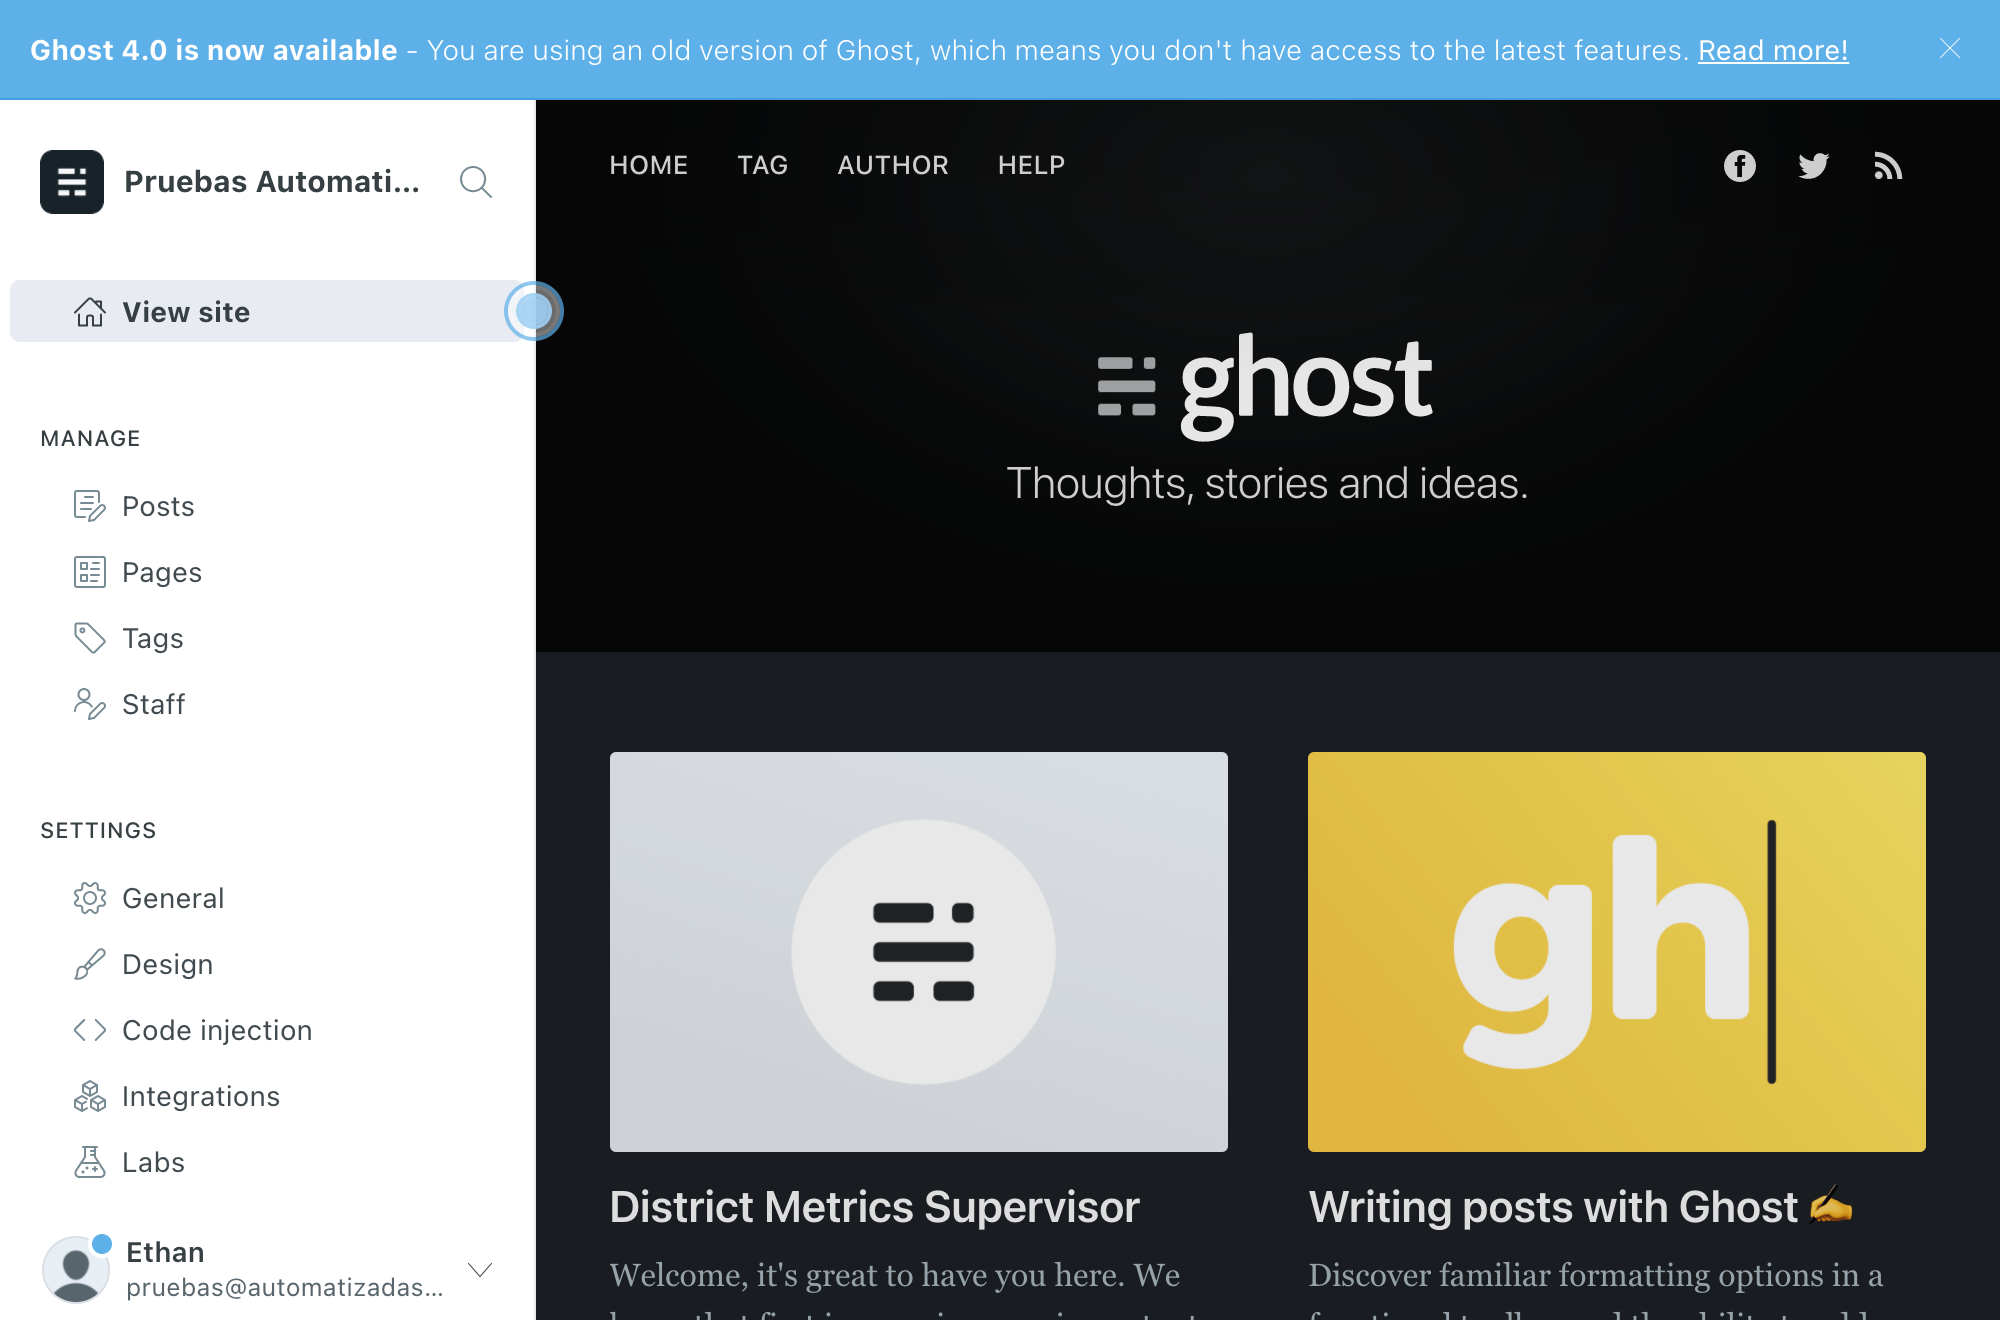 Ghost 4.0 is now available - You are using an old version of Ghost, which means you don't have access to the latest features. Read more!
Pruebas Automati...
View site
MANAGE
Posts
Pages
Tags
Staff
SETTINGS
General
Design
Code injection
Integrations
Labs
Ethan
pruebas@automatizadas...
HOME TAG AUTHOR HELP
ghost
Thoughts, stories and ideas.
gh
District Metrics Supervisor
Welcome, it's great to have you here. We
Writing posts with Ghost ✍️
Discover familiar formatting options in a